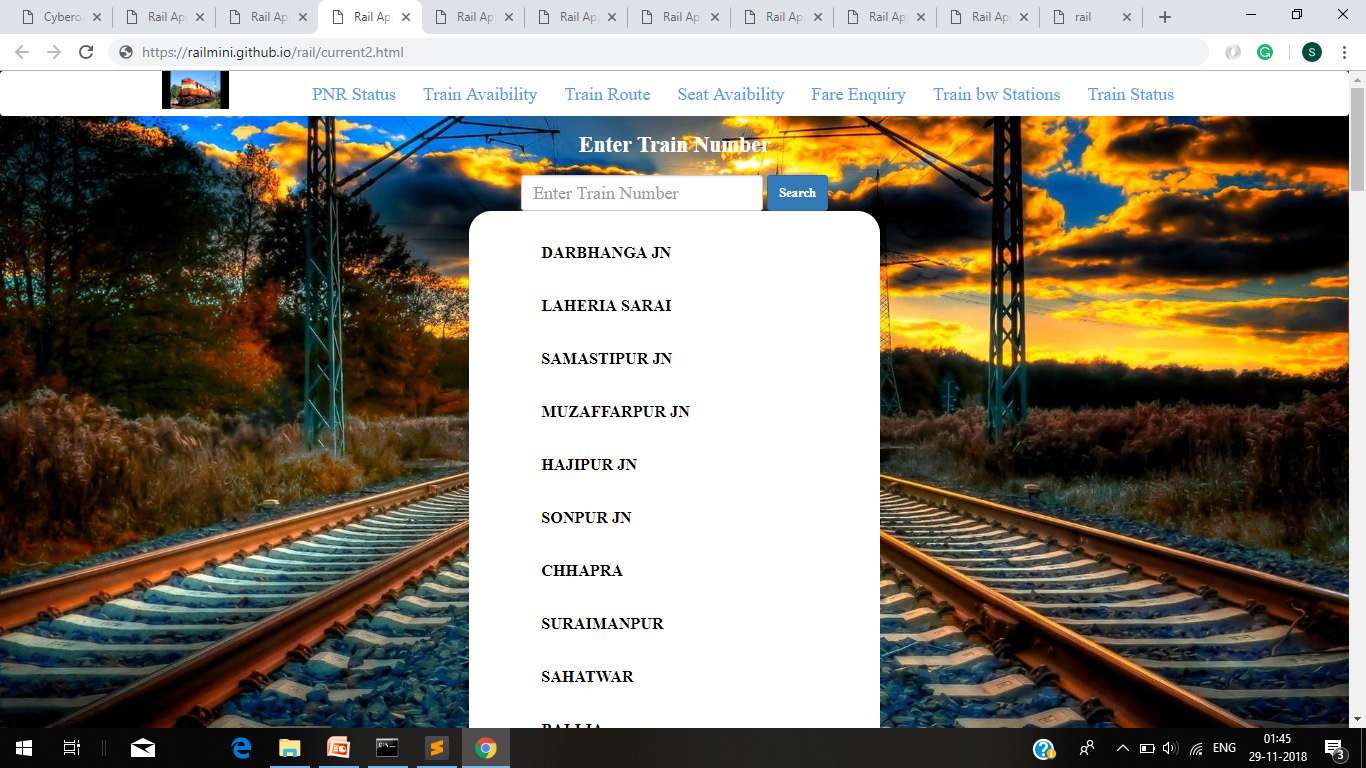 Cybero
Rail Ap
Rail Ap
Rail Ap
Rail Ap
Rail Ap
Rail Ap
Rail Ap
Rail Ap
Rail Ap
rail
https://railmini.github.io/rail/current2.html
S
PNR Status Train Avaibility Train Route Seat Avaibility Fare Enquiry Train bw Stations Train Status
Enter Train Number
Enter Train Number Search
DARBHANGA JN
LAHERIA SARAI
SAMASTIPUR JN
MUZAFFARPUR JN
HAJIPUR JN
SONPUR JN
CHHAPRA
SURAIMANPUR
SAHATWAR
ENG
01:45
29-11-2018
3